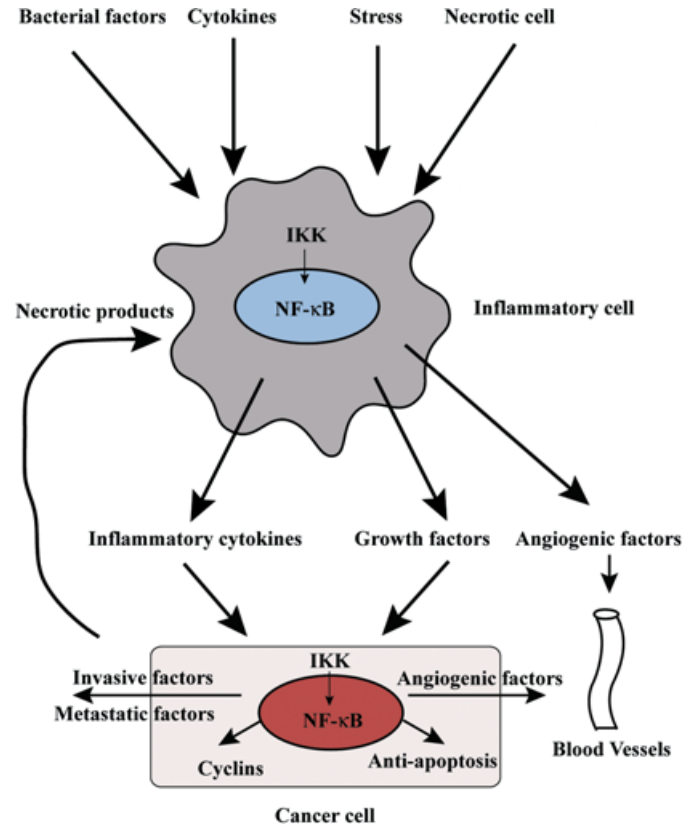 Bacterial factors Cytokines Stress Necrotic cell
IKK
NF-κB
Necrotic products
Inflammatory cell
Inflammatory cytokines Growth factors Angiogenic factors
IKK
Invasive factors
Angiogenic factors
Metastatic factors
NF-κB
Cyclins
Anti-apoptosis
Blood Vessels
Cancer cell